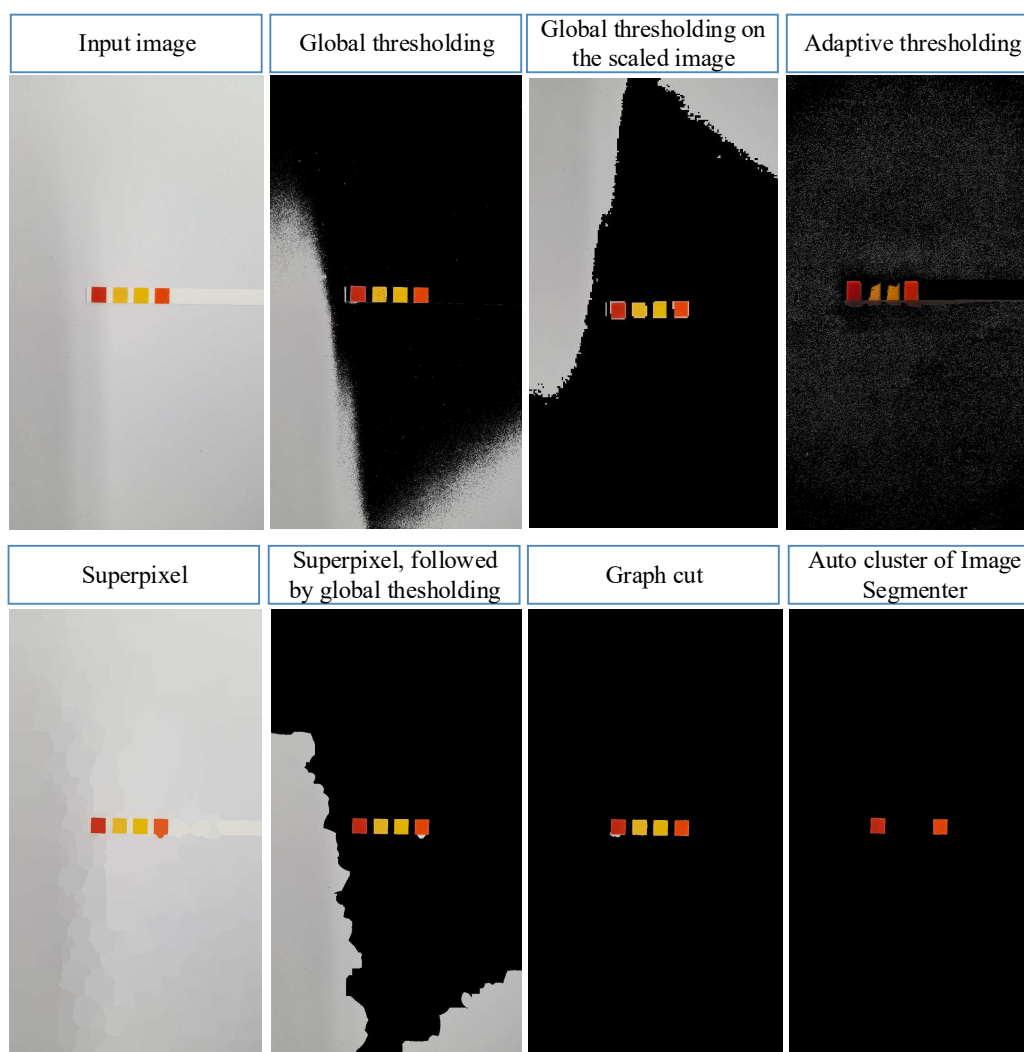 Input image
Global thresholding
Global thresholding on
the scaled image
Adaptive thresholding
Superpixel
Superpixel, followed
by global thesholding
Graph cut
Auto cluster of Image
Segmenter